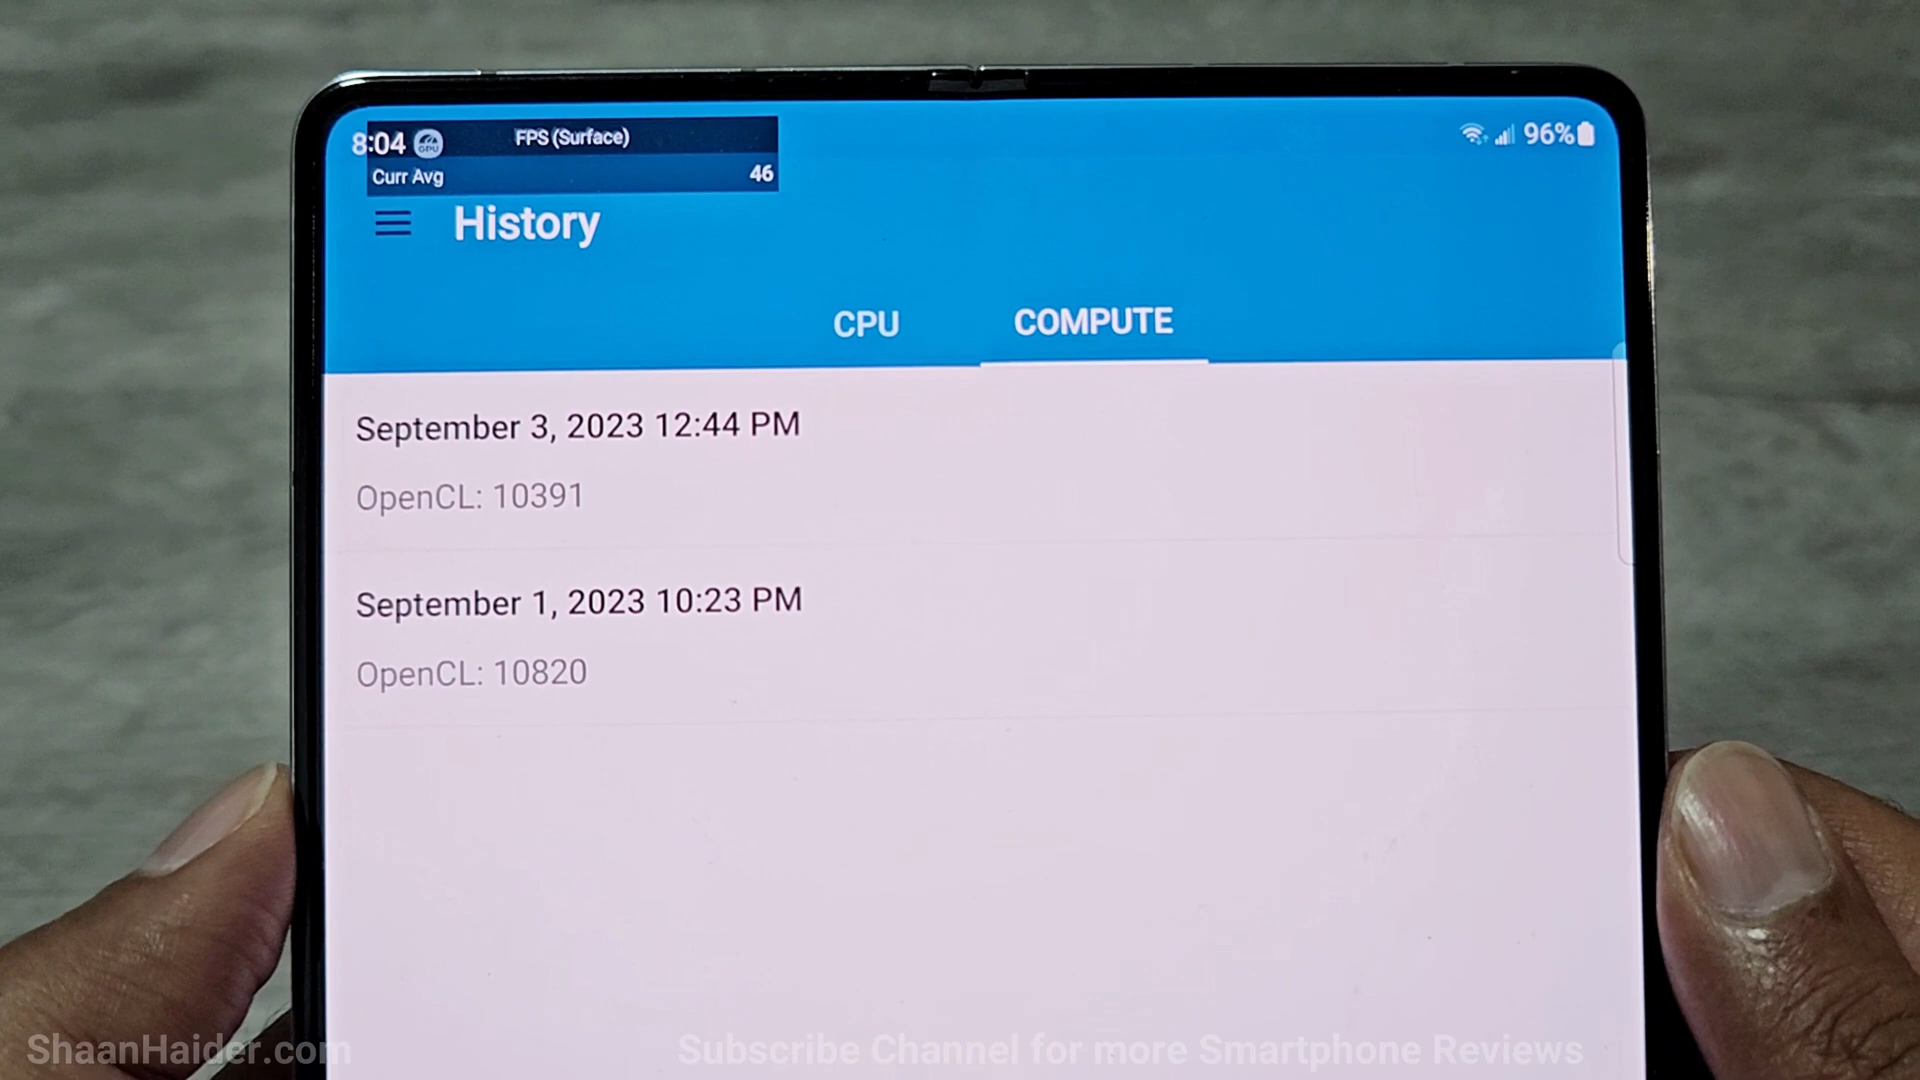 8:04
GPU
FPS (Surface)
96%
Curr Avg
46
History
CPU
COMPUTE
September 3, 2023 12:44 PM
OpenCL: 10391
September 1, 2023 10:23 PM
OpenCL: 10820
ShaanHaider.com
Subscribe Channel for more Smartphone Reviews